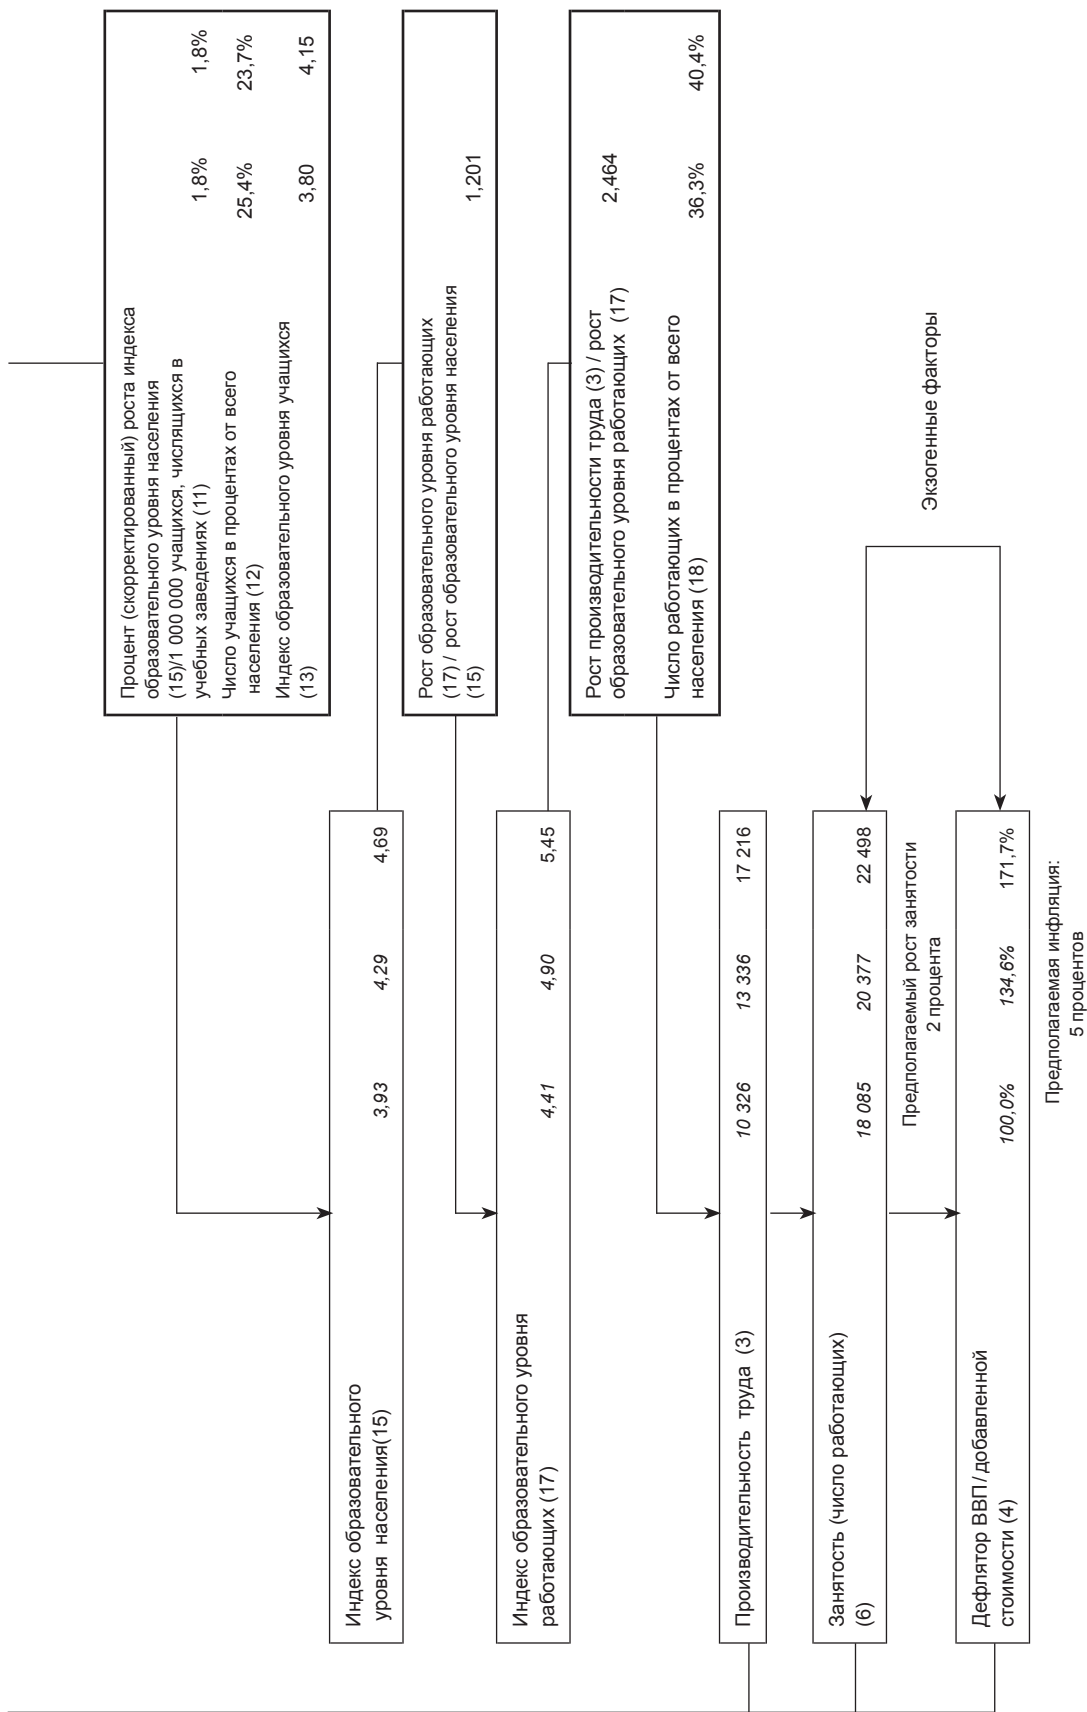 Процент (скорректированный) роста индекса
образовательного уровня населения
(15)/1 000 000 учащихся, числящихся в
учебных заведениях (11) 1,8% 1,8%
Число учащихся в процентах от всего
населения (12) 25,4% 23,7%
Индекс образовательного уровня учащихся
(13) 3,80 4,15
Индекс образовательного
уровня населения(15) 3,93 4,29 4,69
Рост образовательного уровня работающих
(17) / рост образовательного уровня населения
(15) 1,201
Индекс образовательного уровня
работающих (17) 4,41 4,90 5,45
Рост производительности труда (3) / рост
образовательного уровня работающих (17) 2,464
Число работающих в процентах от всего
населения (18) 36,3% 40,4%
Производительность труда (3) 10 326 13 336 17 216
Занятость (число работающих)
(6) 18 085 20 377 22 498
Предполагаемый рост занятости
2 процента
Экзогенные факторы
Дефлятор ВВП/добавленной
стоимости (4) 100,0% 134,6% 171,7%
Предполагаемая инфляция:
5 процентов